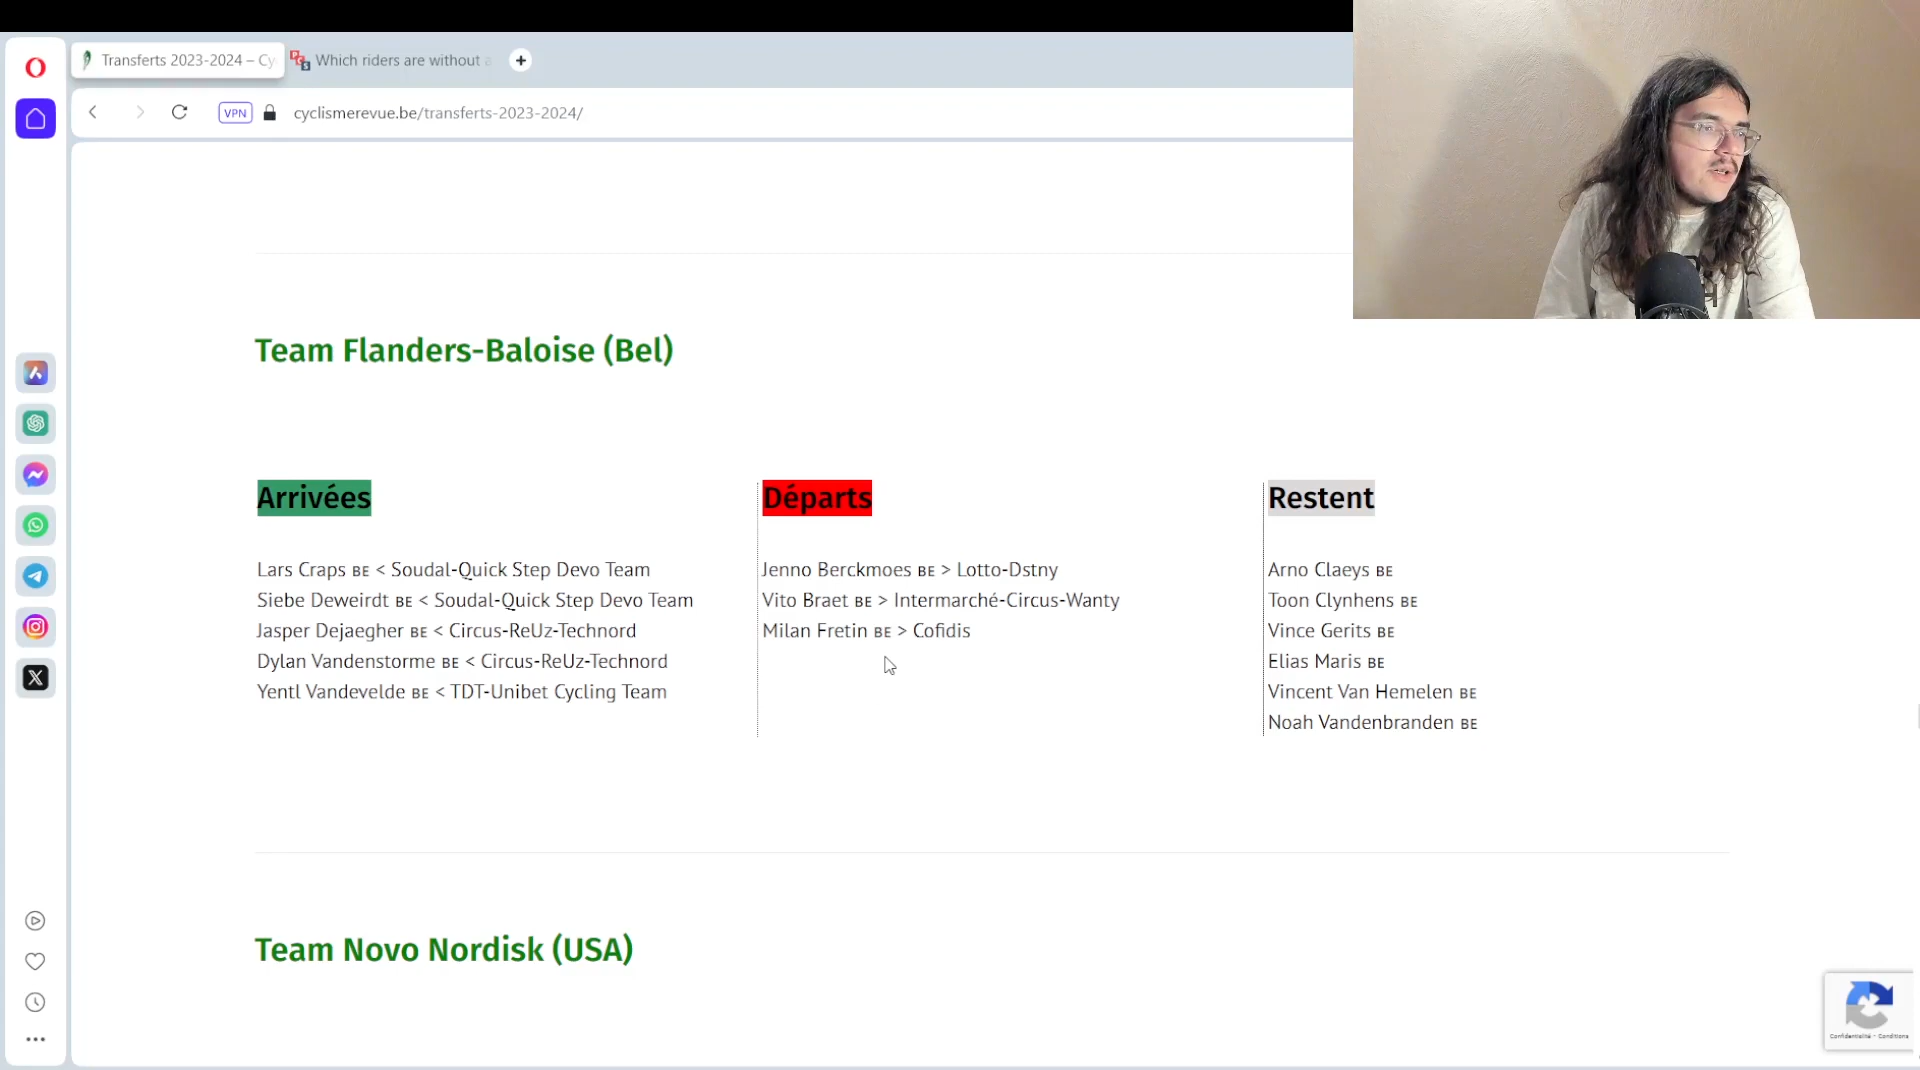 Transferts 2023-2024 – Cy
Which riders are without a
VPN
cyclismerevue.be/transferts-2023-2024/
Team Flanders-Baloise (Bel)
Arrivées
Lars Craps BE < Soudal-Quick Step Devo Team
Siebe Deweirdt BE < Soudal-Quick Step Devo Team
Jasper Dejaegher BE < Circus-ReUz-Technord
Dylan Vandenstorme BE < Circus-ReUz-Technord
Yentl Vandevelde BE < TDT-Unibet Cycling Team
Départs
Jenno Berckmoes BE > Lotto-Dstny
Vito Braet BE > Intermarché-Circus-Wanty
Milan Fretin BE > Cofidis
Restent
Arno Claeys BE
Toon Clynhens BE
Vince Gerits BE
Elias Maris BE
Vincent Van Hemelen BE
Noah Vandenbranden BE
Team Novo Nordisk (USA)
Confidentialité - Conditions